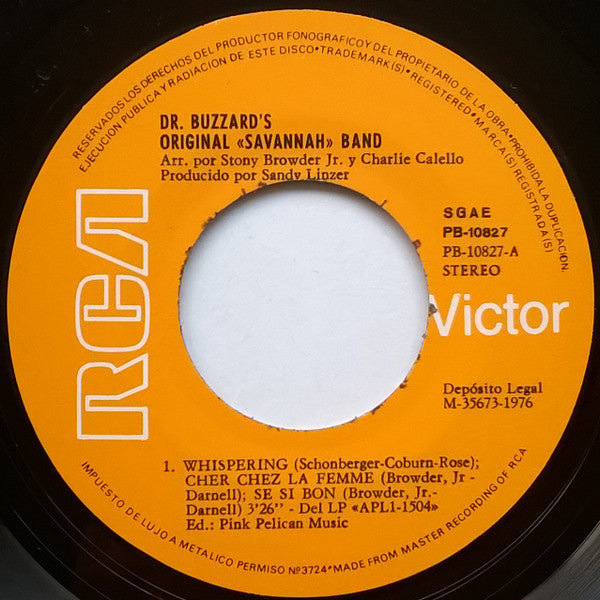 RESERVADOS LOS DERECHOS DEL PRODUCTOR FONOGRAFICO Y DEL PROPIETARIO DE LA OBRA•PROHIBIDA LA DUPLICACION,
EJECUCION PUBLICA Y RADIACION DE ESTE DISCO•TRADEMARK(S)•REGISTERED•MARCA(S) REGISTRADA(S)
DR. BUZZARD'S
ORIGINAL «SAVANNAH» BAND
Arr. por Stony Browder Jr. y Charlie Calello
Producido por Sandy Linzer
SGAE
PB-10827
PB-10827-A
STEREO
RCA
Victor
Depósito Legal
M-35673-1976
1. WHISPERING (Schonberger-Coburn-Rose);
CHER CHEZ LA FEMME (Browder, Jr -
Darnell); SE SI BON (Browder, Jr.-
Darnell) 3'26" - Del LP «APL1-1504»
Ed.: Pink Pelican Music
IMPUESTO DE LUJO A METALICO PERMISO Nº3724•MADE FROM MASTER RECORDING OF RCA